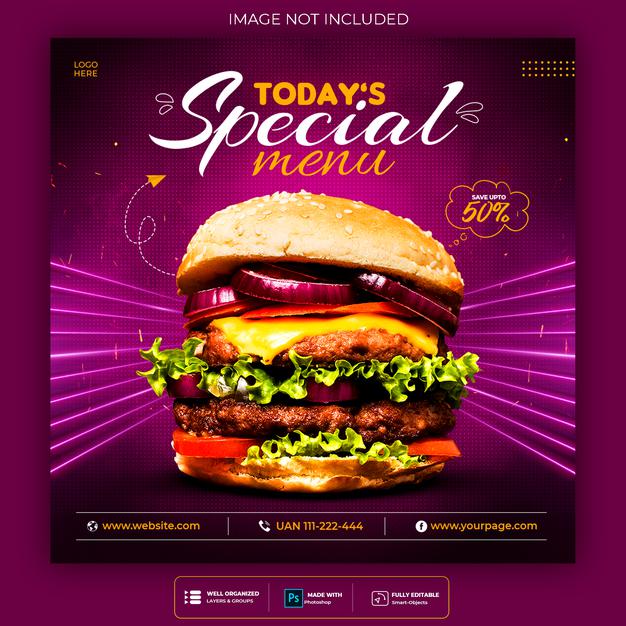 IMAGE NOT INCLUDED
LOGO
HERE
TODAY'S
Special
menu
SAVE UPTO
50%
www.website.com
UAN 111-222-444
www.yourpage.com
WELL ORGANIZED
LAYERS & GROUPS
Ps
MADE WITH
Photoshop
FULLY EDITABLE
Smart-Objects